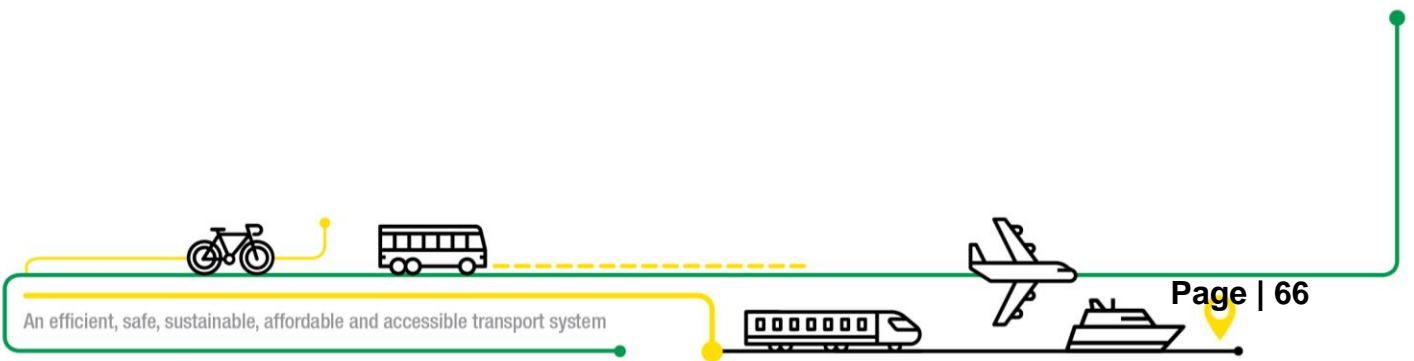 Page | 66
An efficient, safe, sustainable, affordable and accessible transport system